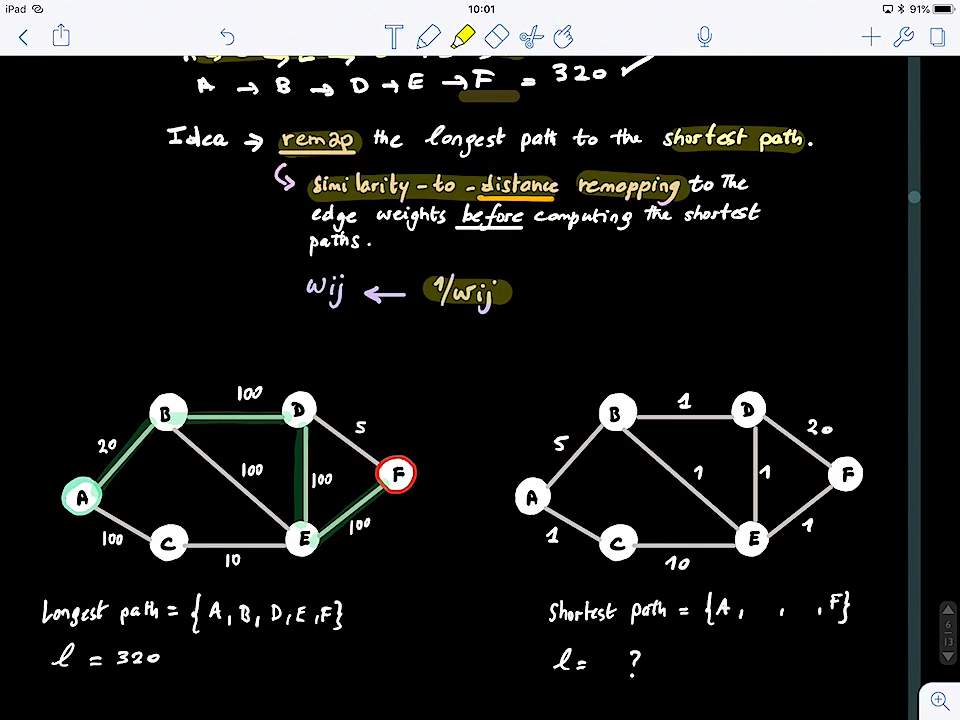 iPad 10:01 91%
A → B → D → E → F = 320 ✓
Idea → remap the longest path to the shortest path.
similarity-to-distance remapping to the
edge weights before computing the shortest
paths.
wij ← 1/wij
100
B D
20 5
100 100 F
A
100 C 10 E 100
Longest path = { A, B, D, E, F }
l = 320
1
B D
5 20
1 1 F
A
1 C 10 E 1
Shortest path = { A, , , F }
l = ?
6
13